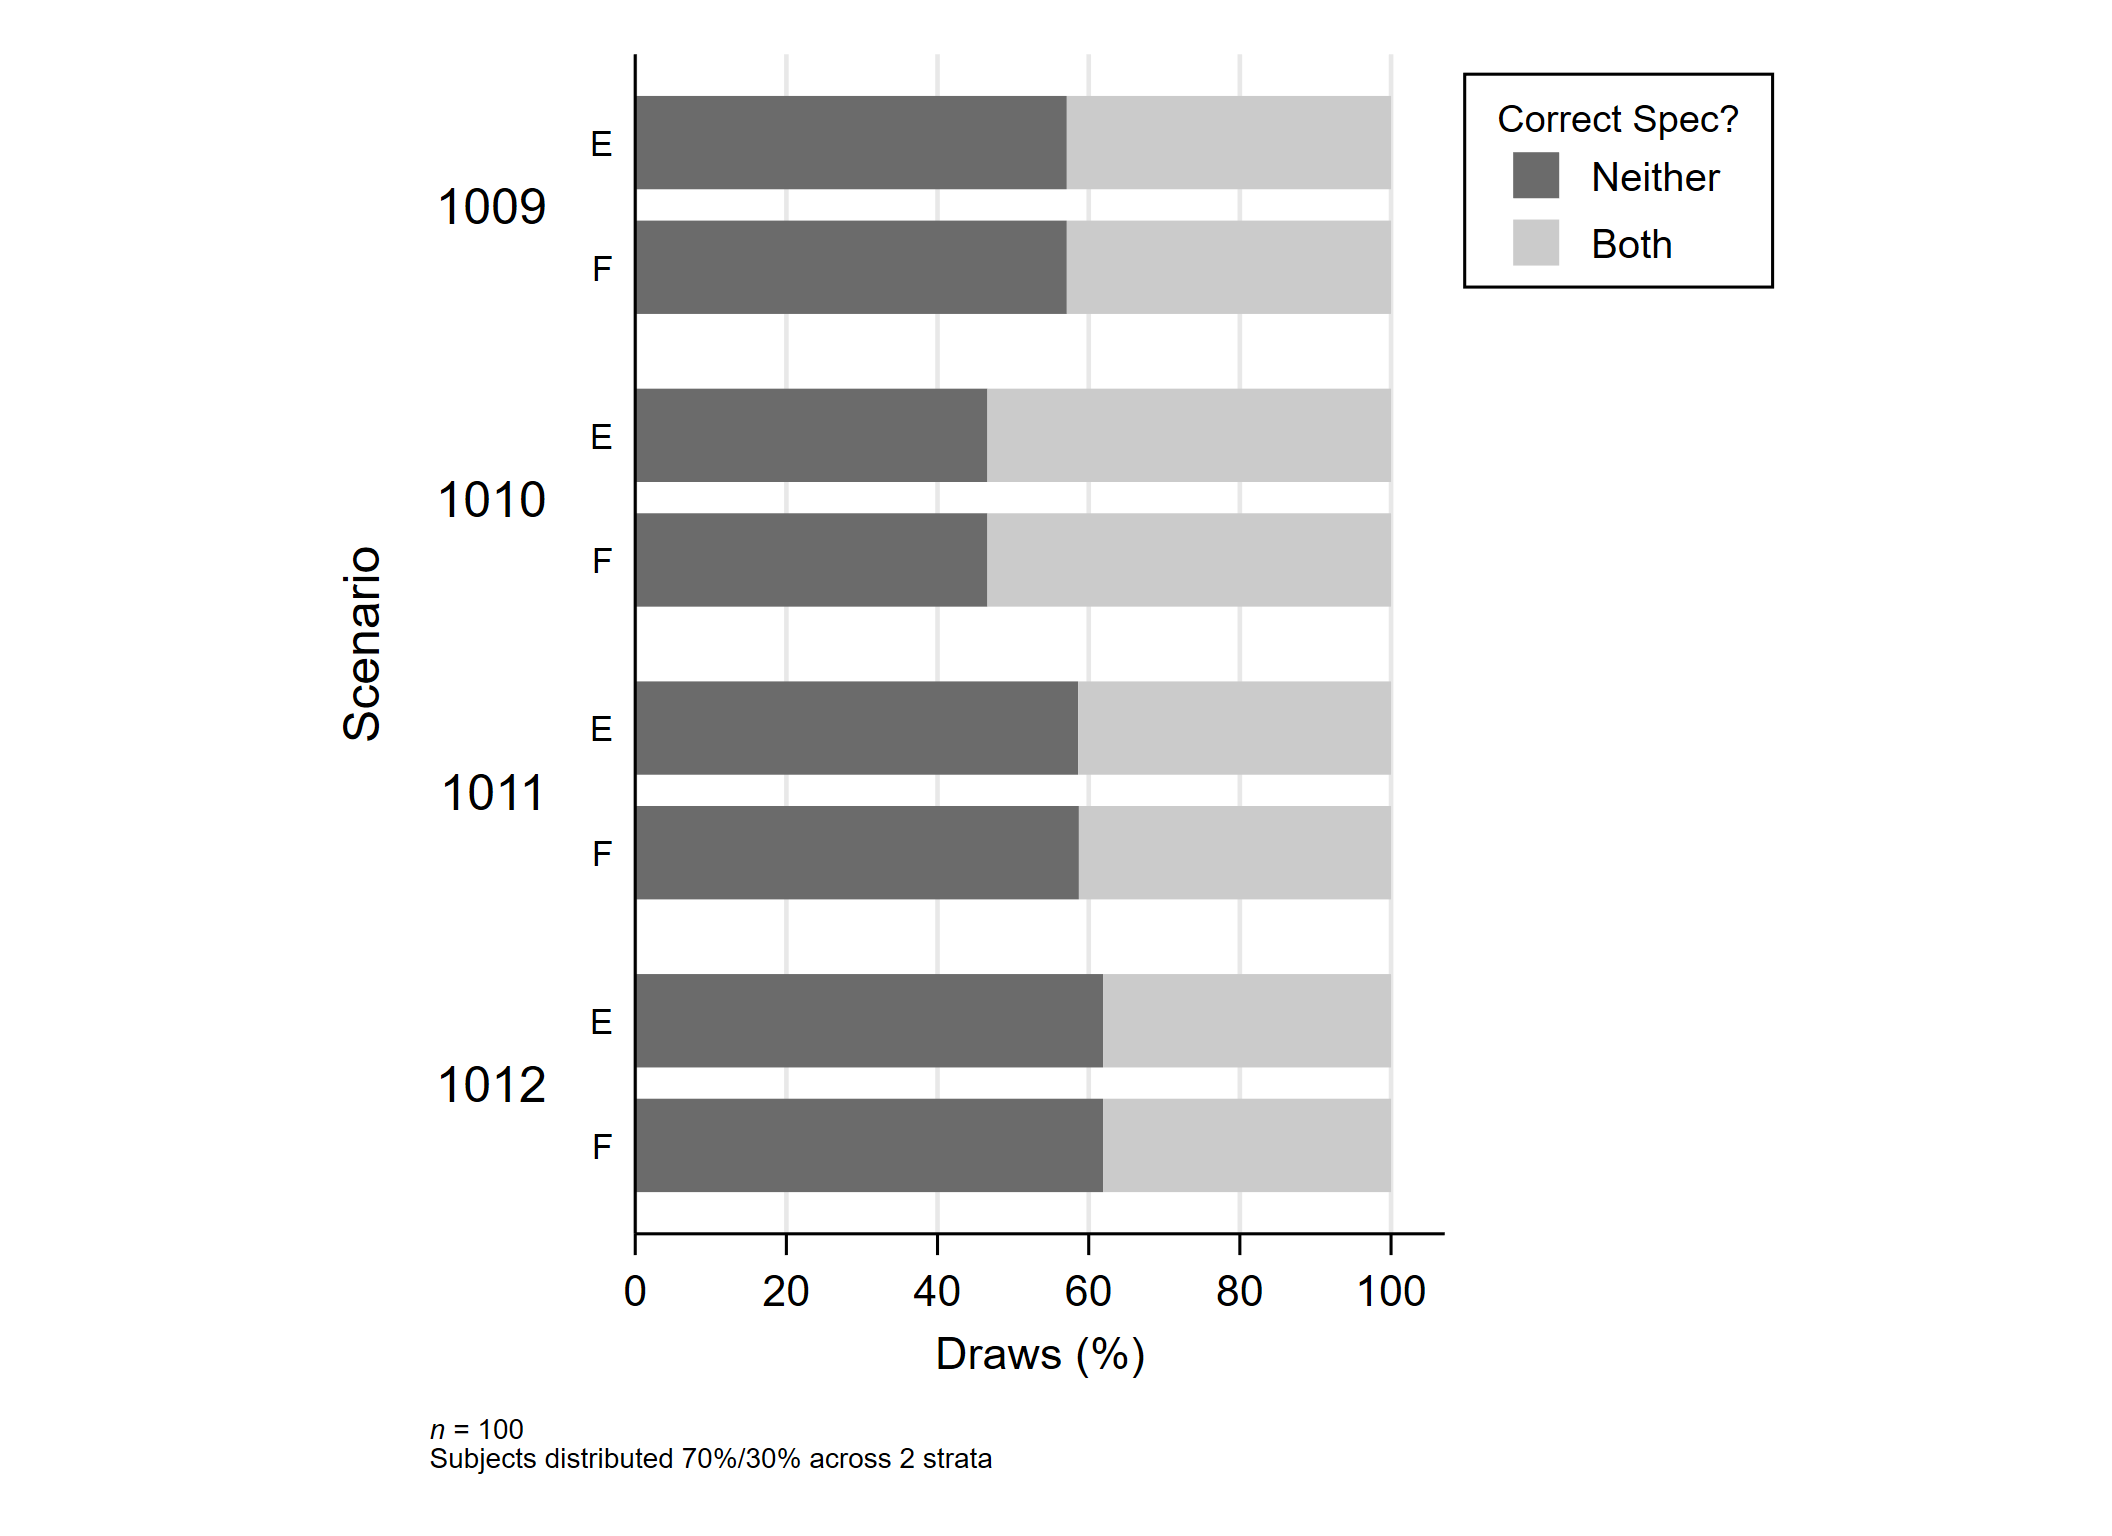 Correct Spec?
Neither
Both
Scenario
1009
E
F
1010
E
F
1011
E
F
1012
E
F
0 20 40 60 80 100
Draws (%)
n = 100
Subjects distributed 70%/30% across 2 strata